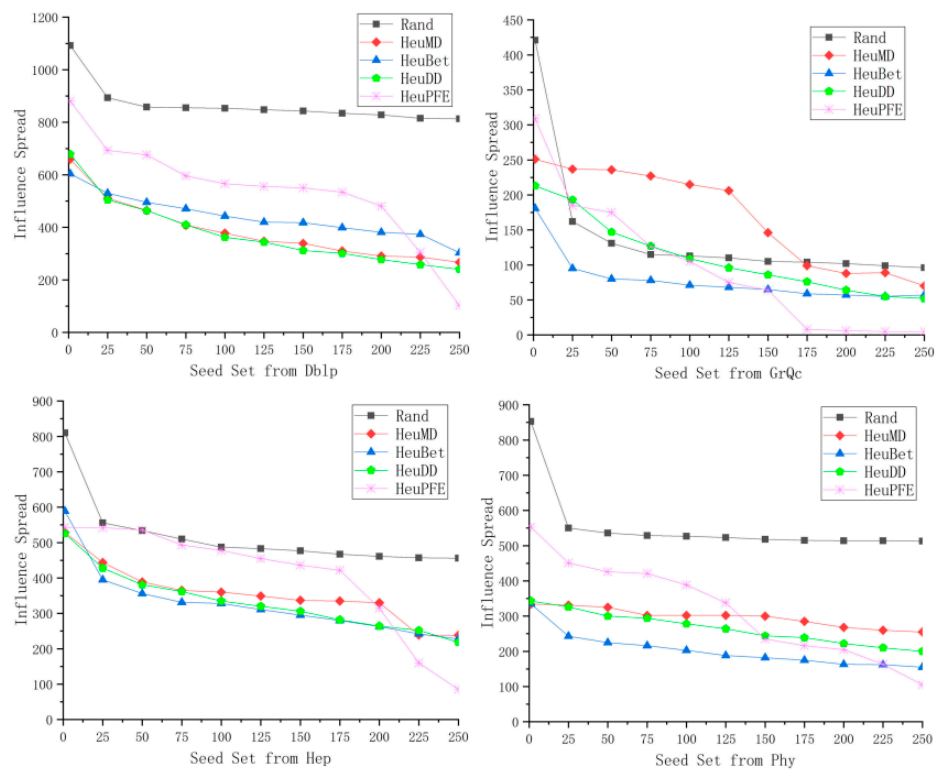 1200
1000
800
600
400
200
0
Influence Spread
Rand
HeuMD
HeuBet
HeuDD
HeuPFE
0 25 50 75 100 125 150 175 200 225 250
Seed Set from Dblp
450
400
350
300
250
200
150
100
50
0
Influence Spread
Rand
HeuMD
HeuBet
HeuDD
HeuPFE
0 25 50 75 100 125 150 175 200 225 250
Seed Set from GrQc
900
800
700
600
500
400
300
200
100
0
Influence Spread
Rand
HeuMD
HeuBet
HeuDD
HeuPFE
0 25 50 75 100 125 150 175 200 225 250
Seed Set from Hep
900
800
700
600
500
400
300
200
100
0
Influence Spread
Rand
HeuMD
HeuBet
HeuDD
HeuPFE
0 25 50 75 100 125 150 175 200 225 250
Seed Set from Phy